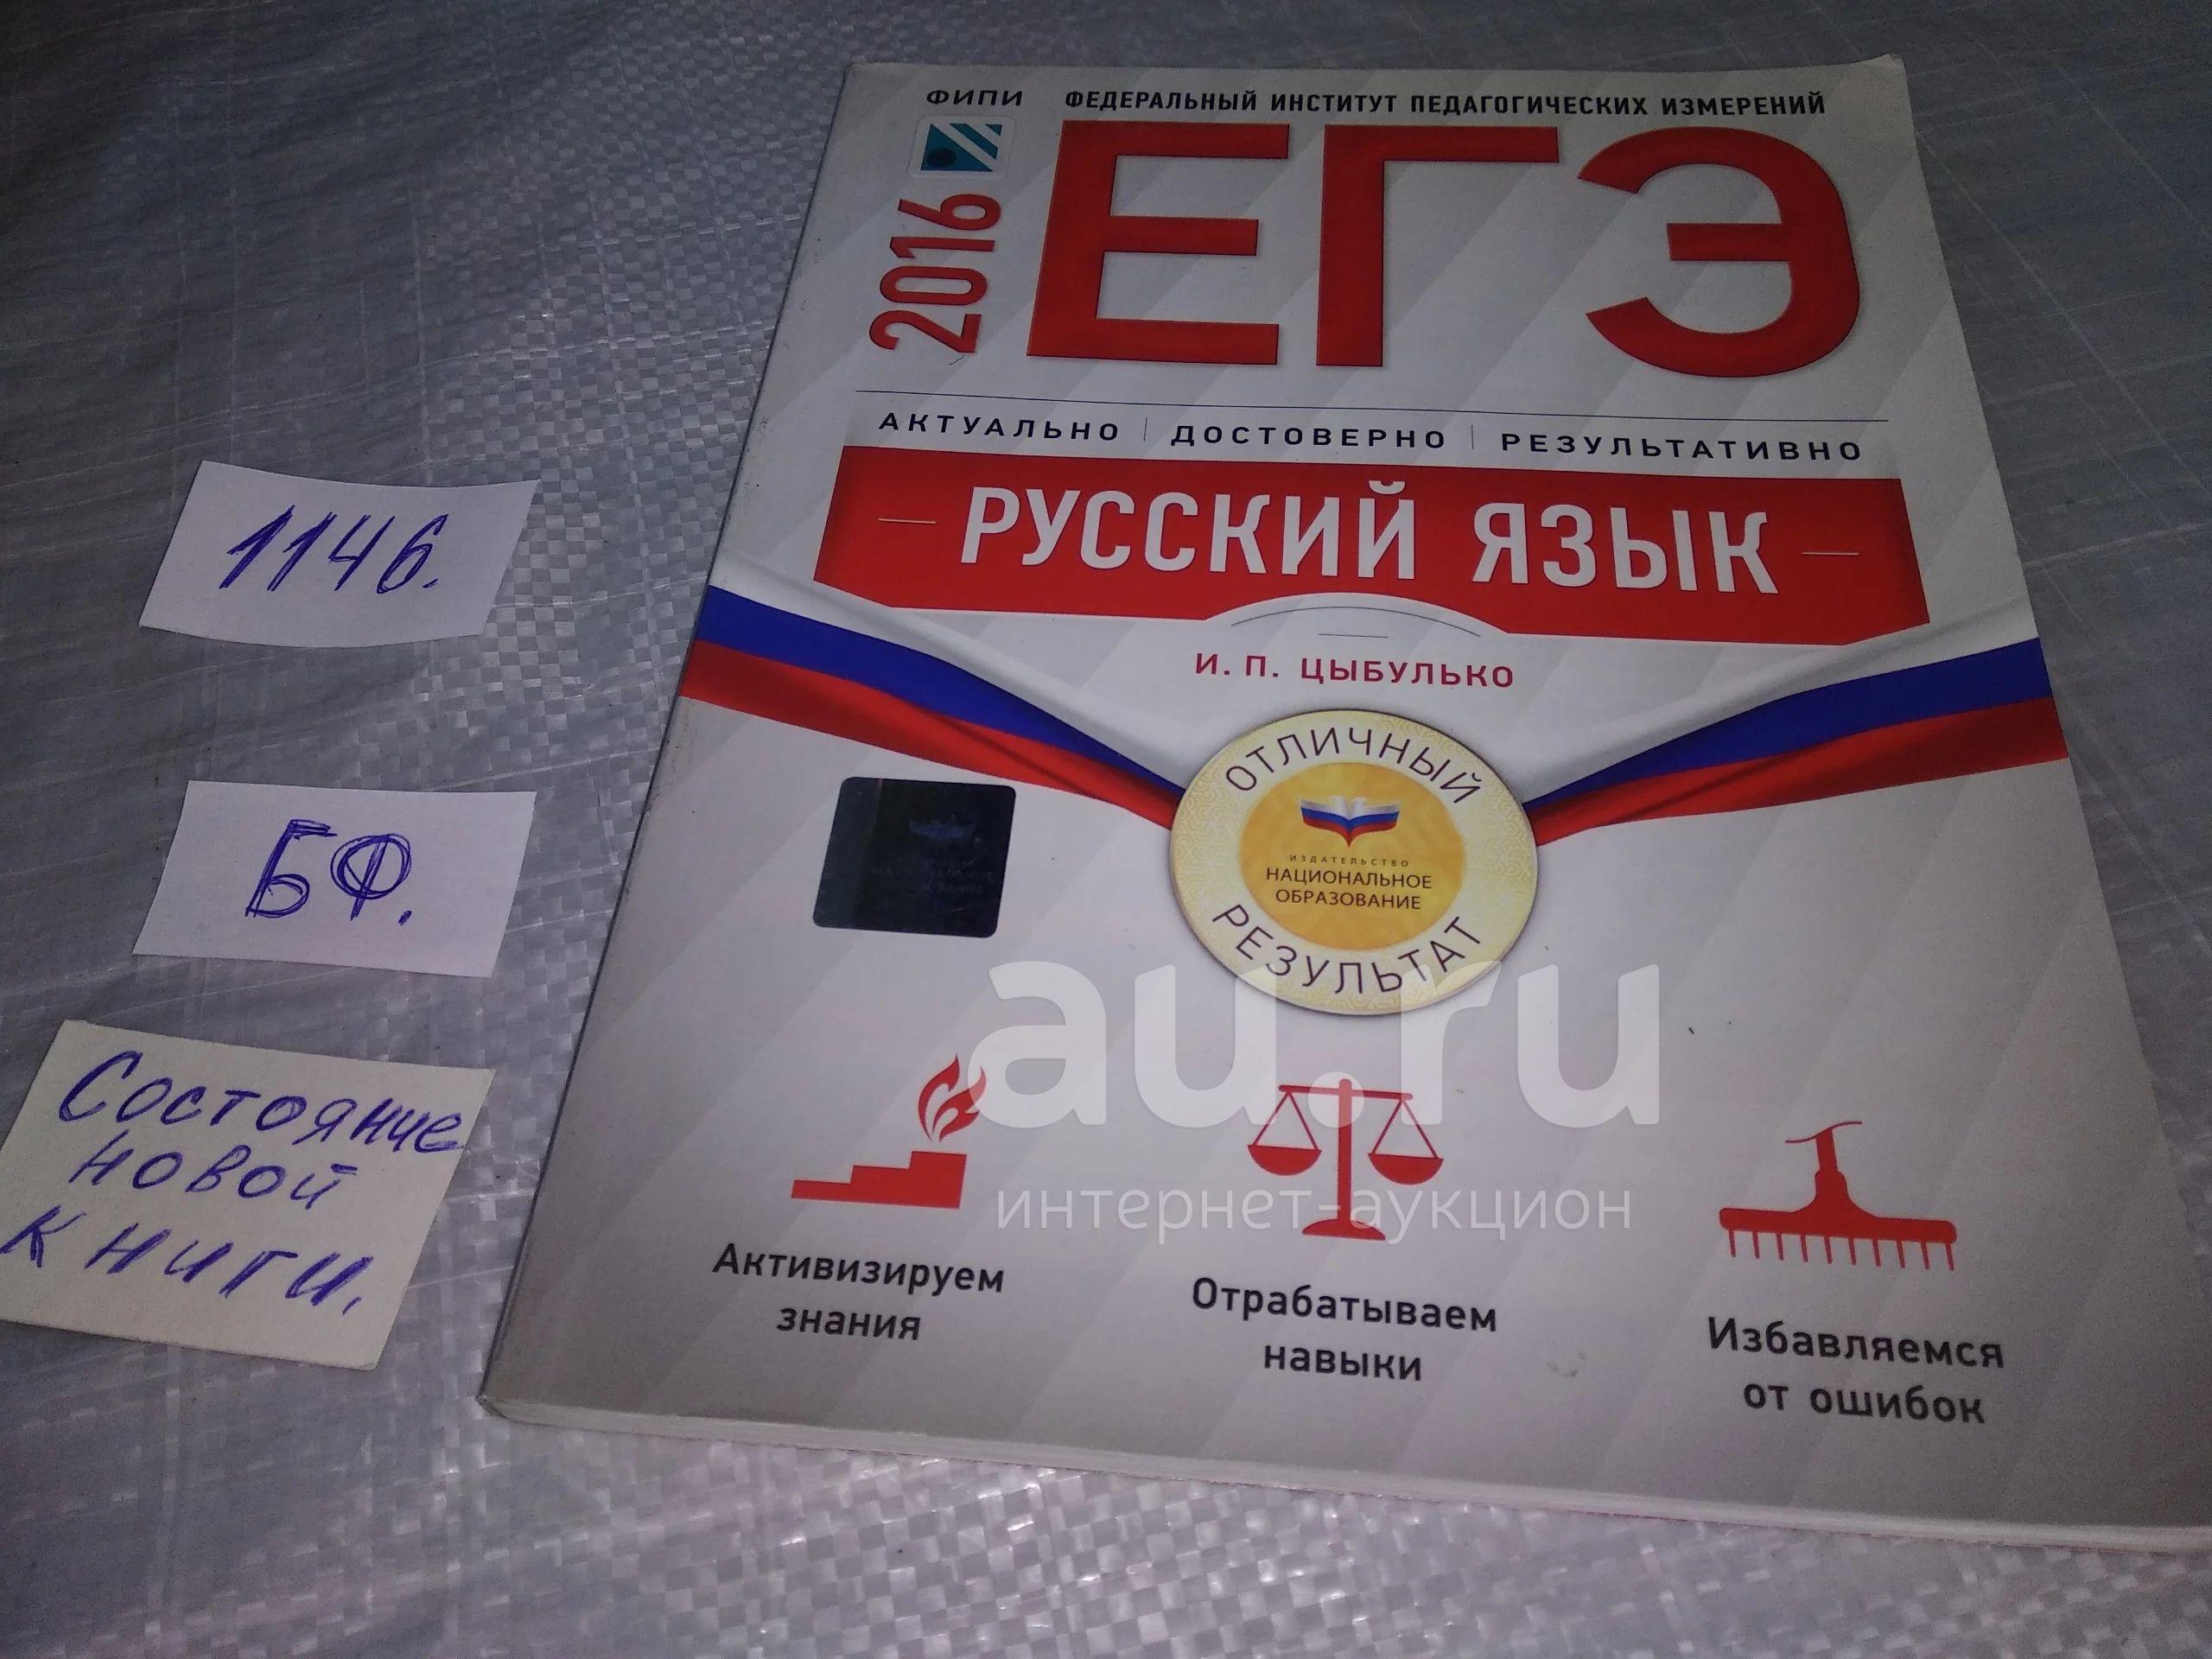 ФИПИ ФЕДЕРАЛЬНЫЙ ИНСТИТУТ ПЕДАГОГИЧЕСКИХ ИЗМЕРЕНИЙ
2016
ЕГЭ
АКТУАЛЬНО | ДОСТОВЕРНО | РЕЗУЛЬТАТИВНО
РУССКИЙ ЯЗЫК
И. П. ЦЫБУЛЬКО
ОТЛИЧНЫЙ
ИЗДАТЕЛЬСТВО
НАЦИОНАЛЬНОЕ
ОБРАЗОВАНИЕ
РЕЗУЛЬТАТ
Активизируем
знания
Отрабатываем
навыки
Избавляемся
от ошибок
1146.
БФ.
Состояние
новой
книги.
au.ru
интернет-аукцион